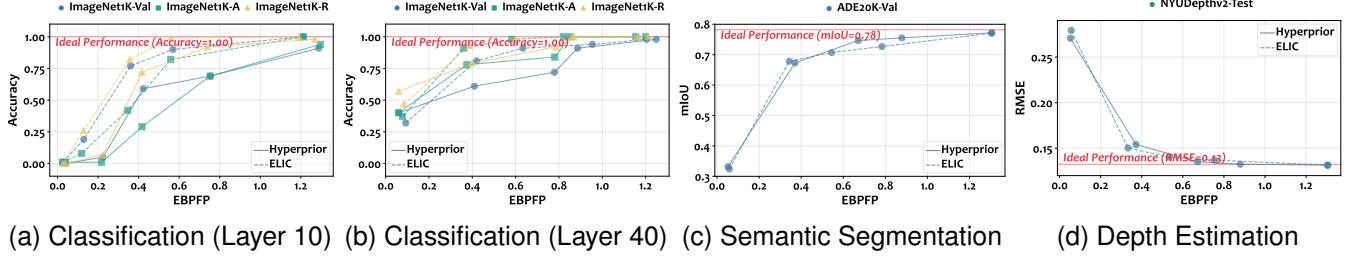 ImageNet1K-Val ImageNet1K-A ImageNet1K-R
Ideal Performance (Accuracy=1.00)
Accuracy
1.00
0.75
0.50
0.25
0.00
Hyperprior
ELIC
0.0 0.2 0.4 0.6 0.8 1.0 1.2
EBPFP
(a) Classification (Layer 10)
ImageNet1K-Val ImageNet1K-A ImageNet1K-R
Ideal Performance (Accuracy=1.00)
Accuracy
1.00
0.75
0.50
0.25
0.00
Hyperprior
ELIC
0.0 0.2 0.4 0.6 0.8 1.0 1.2
EBPFP
(b) Classification (Layer 40)
ADE20K-Val
Ideal Performance (mIoU=0.78)
mIoU
0.8
0.7
0.6
0.5
0.4
0.3
Hyperprior
ELIC
0.0 0.2 0.4 0.6 0.8 1.0 1.2
EBPFP
(c) Semantic Segmentation
NYUDepthv2-Test
Hyperprior
ELIC
RMSE
0.25
0.20
0.15
Ideal Performance (RMSE=0.13)
0.0 0.2 0.4 0.6 0.8 1.0 1.2
EBPFP
(d) Depth Estimation